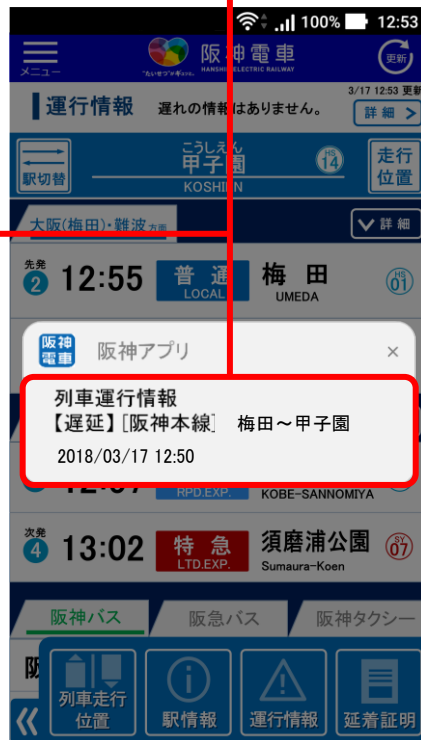 100% 12:53
メニュー
"たいせつ"がギュッと。
阪神電車
HANSHIN ELECTRIC RAILWAY
更新
運行情報 遅れの情報はありません。
3/17 12:53 更新
詳細 >
駅切替
こうしえん
甲子園
KOSHIEN
HS
14
走行
位置
大阪(梅田)・難波方面
詳細
先発
2 12:55 普通 LOCAL 梅田 UMEDA HS 01
阪神
電車
阪神アプリ ×
列車運行情報
【遅延】[阪神本線] 梅田~甲子園
2018/03/17 12:50
RPD.EXP. KOBE-SANNOMIYA
次発
4 13:02 特急 LTD.EXP. 須磨浦公園 Sumaura-Koen SY 07
阪神バス 阪急バス 阪神タクシー
列車走行
位置
駅情報
運行情報
延着証明